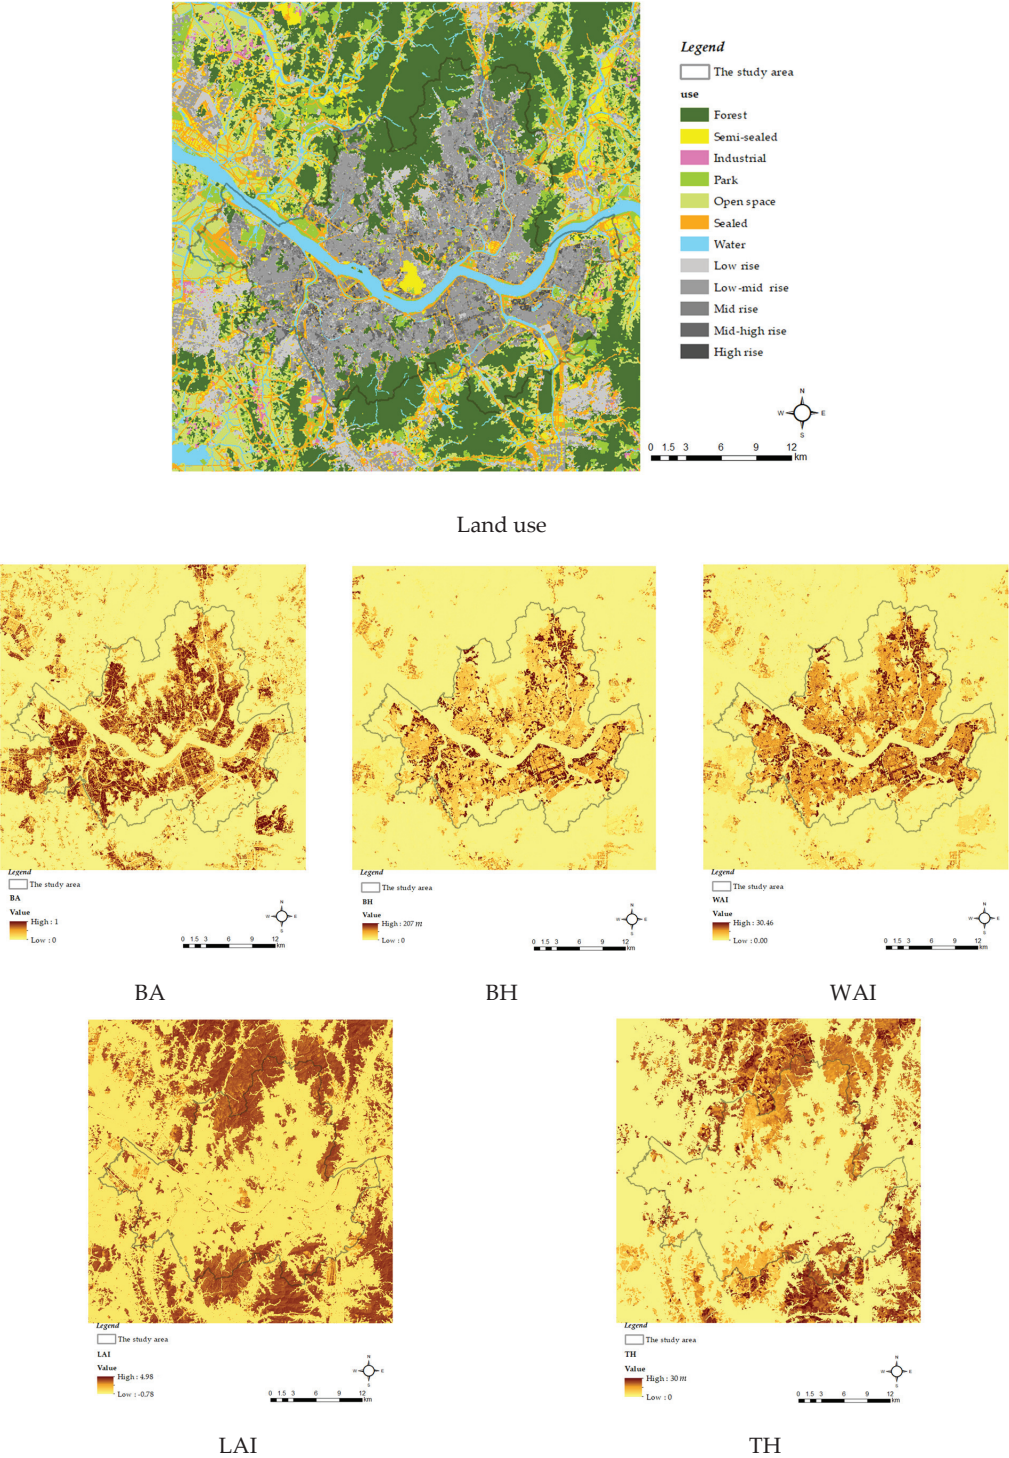 Legend
The study area
use
Forest
Semi-sealed
Industrial
Park
Open space
Sealed
Water
Low rise
Low-mid rise
Mid rise
Mid-high rise
High rise
N
W E
S
0 1.5 3 6 9 12
km
Land use
Legend
The study area
BA
Value
High : 1
Low : 0
N
W E
S
0 1.5 3 6 9 12
km
BA
Legend
The study area
BH
Value
High : 207 m
Low : 0
N
W E
S
0 1.5 3 6 9 12
km
BH
Legend
The study area
WAI
Value
High : 30.46
Low : 0.00
N
W E
S
0 1.5 3 6 9 12
km
WAI
Legend
The study area
LAI
Value
High : 4.98
Low : -0.78
N
W E
S
0 1.5 3 6 9 12
km
LAI
Legend
The study area
TH
Value
High : 30 m
Low : 0
N
W E
S
0 1.5 3 6 9 12
km
TH